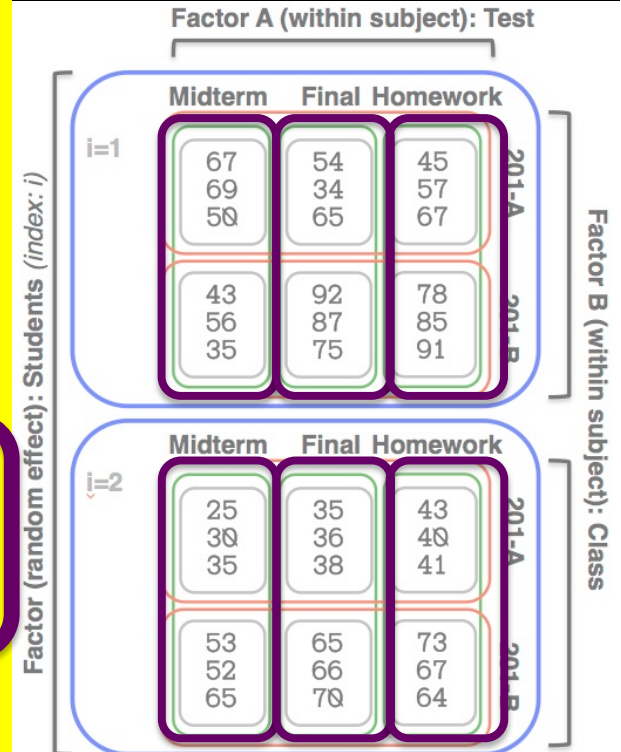 Factor A (within subject): Test
Factor (random effect): Students (index: i)
Midterm Final Homework
i=1
67 54 45
69 34 57
50 65 67
201-A
43 92 78
56 87 85
35 75 91
201-B
Factor B (within subject): Class
Midterm Final Homework
i=2
25 35 43
30 36 40
35 38 41
201-A
53 65 73
52 66 67
65 70 64
201-B